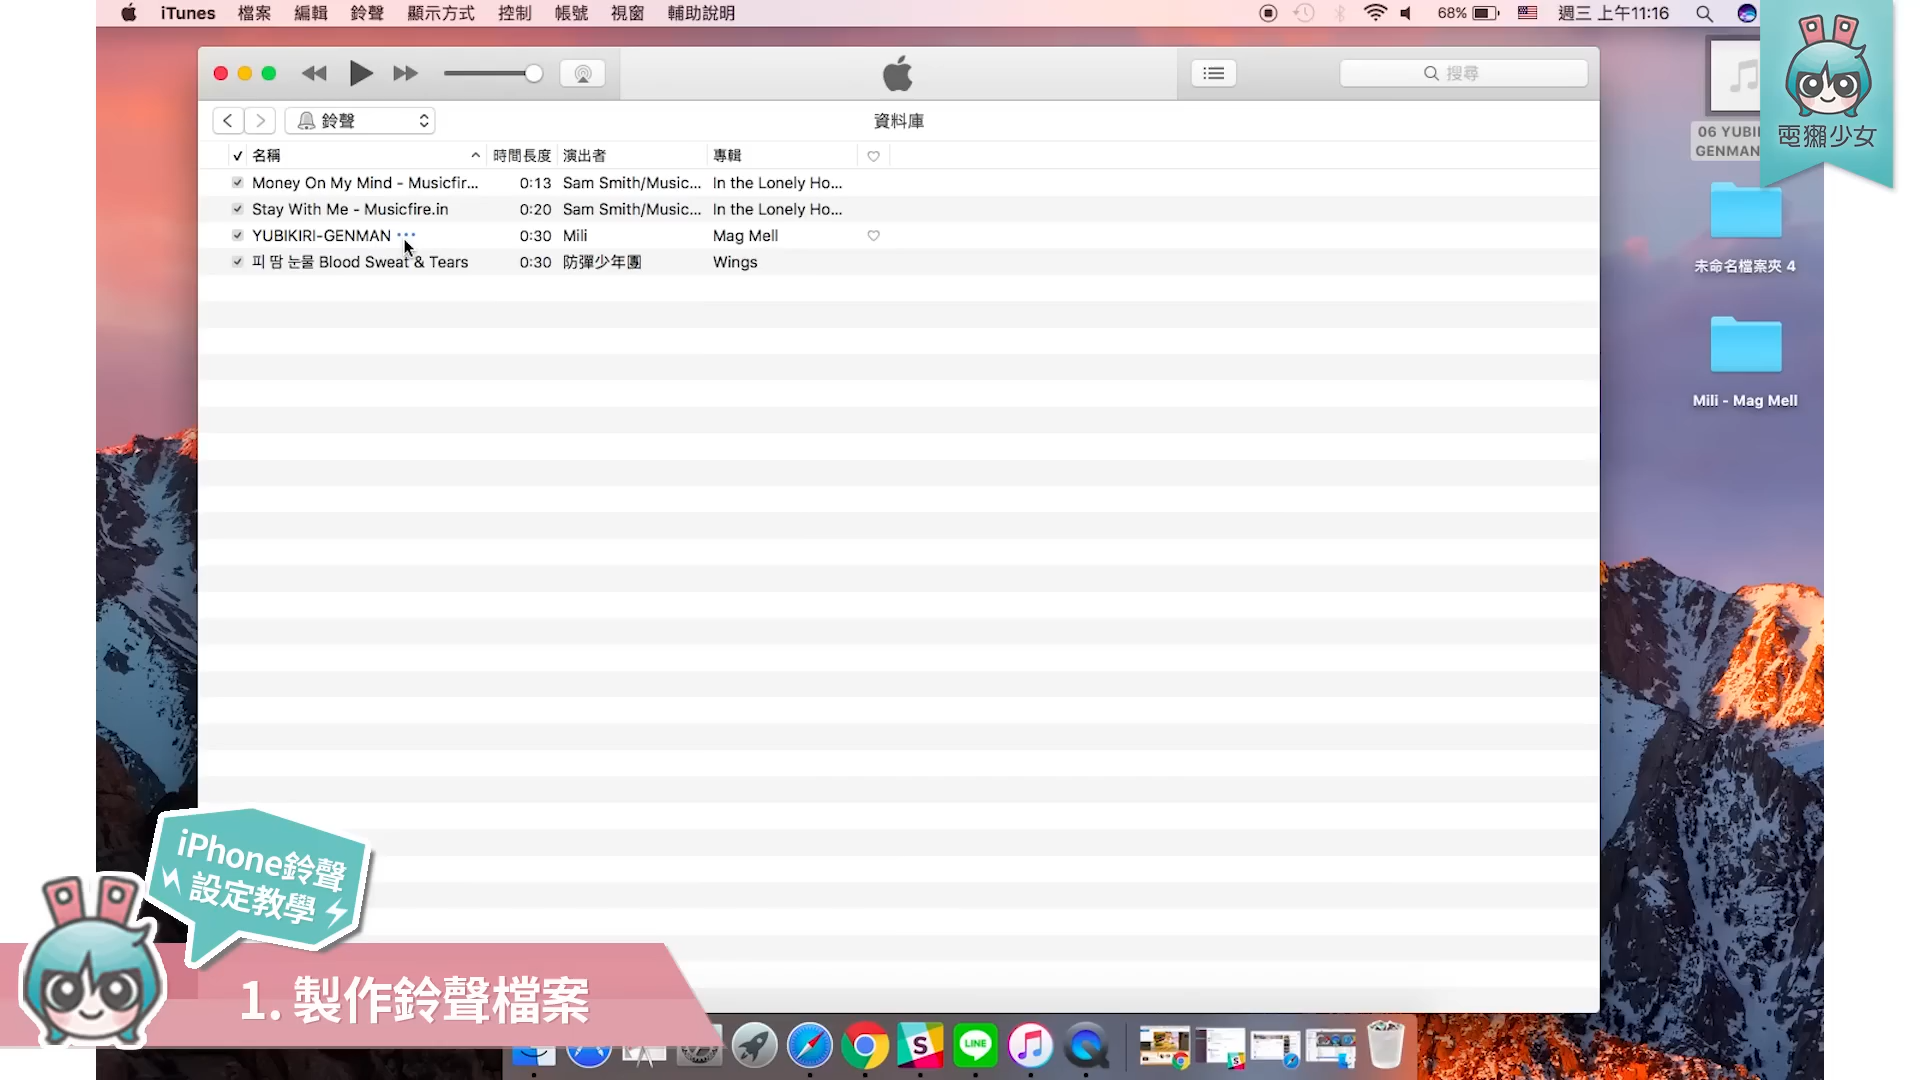 iTunes 檔案 編輯 鈴聲 顯示方式 控制 帳號 視窗 輔助說明 68% 週三 上午11:16
搜尋
鈴聲 資料庫
名稱 時間長度 演出者 專輯
Money On My Mind - Musicfir... 0:13 Sam Smith/Music... In the Lonely Ho...
Stay With Me - Musicfire.in 0:20 Sam Smith/Music... In the Lonely Ho...
YUBIKIRI-GENMAN ••• 0:30 Mili Mag Mell
피 땀 눈물 Blood Sweat & Tears 0:30 防彈少年團 Wings
電獺少女
06 YUBI
GENMAN
未命名檔案夾 4
Mili - Mag Mell
iPhone鈴聲
設定教學
1. 製作鈴聲檔案
S
LINE